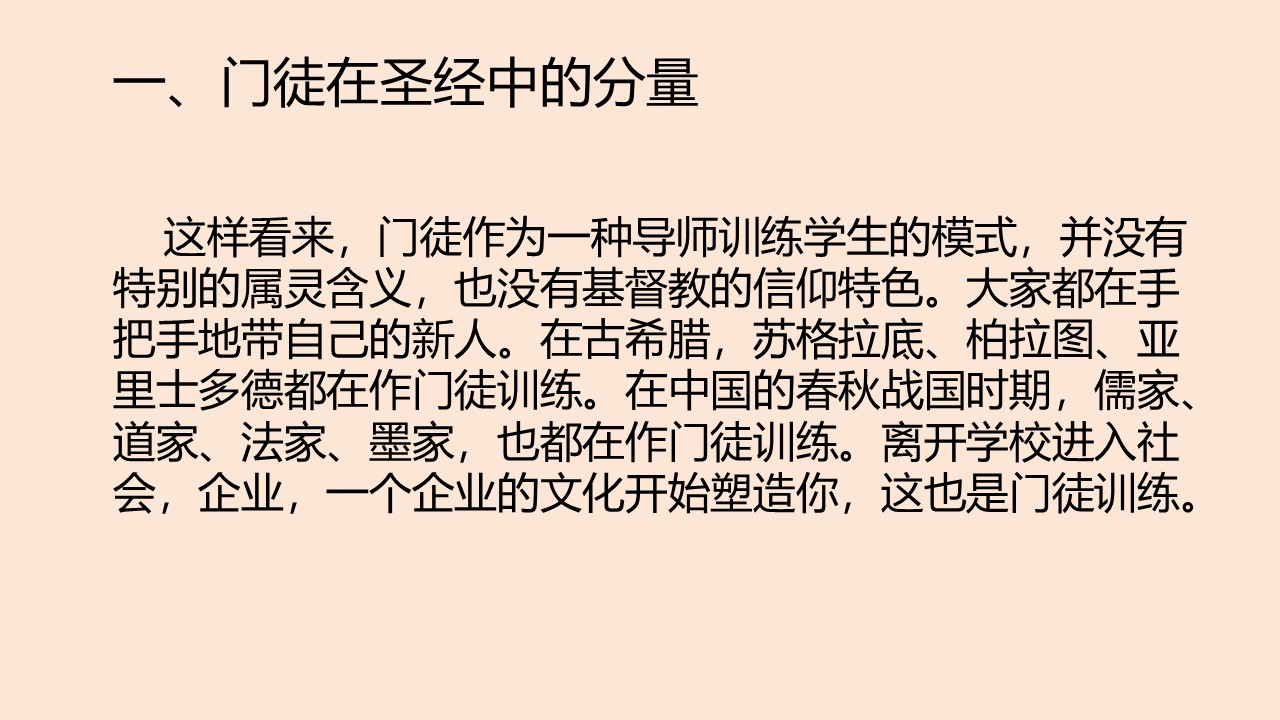 一、门徒在圣经中的分量
这样看来，门徒作为一种导师训练学生的模式，并没有
特别的属灵含义，也没有基督教的信仰特色。大家都在手
把手地带自己的新人。在古希腊，苏格拉底、柏拉图、亚
里士多德都在作门徒训练。在中国的春秋战国时期，儒家、
道家、法家、墨家，也都在作门徒训练。离开学校进入社
会，企业，一个企业的文化开始塑造你，这也是门徒训练。